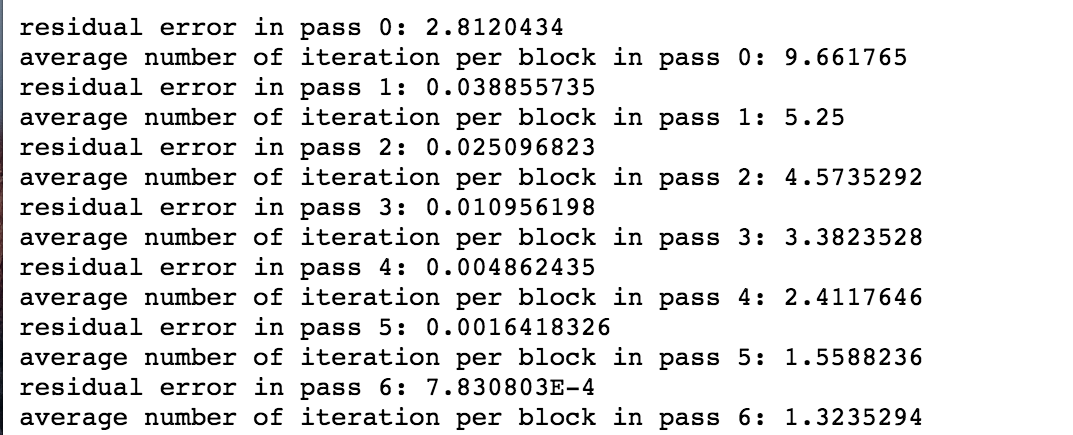 residual error in pass 0: 2.8120434
average number of iteration per block in pass 0: 9.661765
residual error in pass 1: 0.038855735
average number of iteration per block in pass 1: 5.25
residual error in pass 2: 0.025096823
average number of iteration per block in pass 2: 4.5735292
residual error in pass 3: 0.010956198
average number of iteration per block in pass 3: 3.3823528
residual error in pass 4: 0.004862435
average number of iteration per block in pass 4: 2.4117646
residual error in pass 5: 0.0016418326
average number of iteration per block in pass 5: 1.5588236
residual error in pass 6: 7.830803E-4
average number of iteration per block in pass 6: 1.3235294